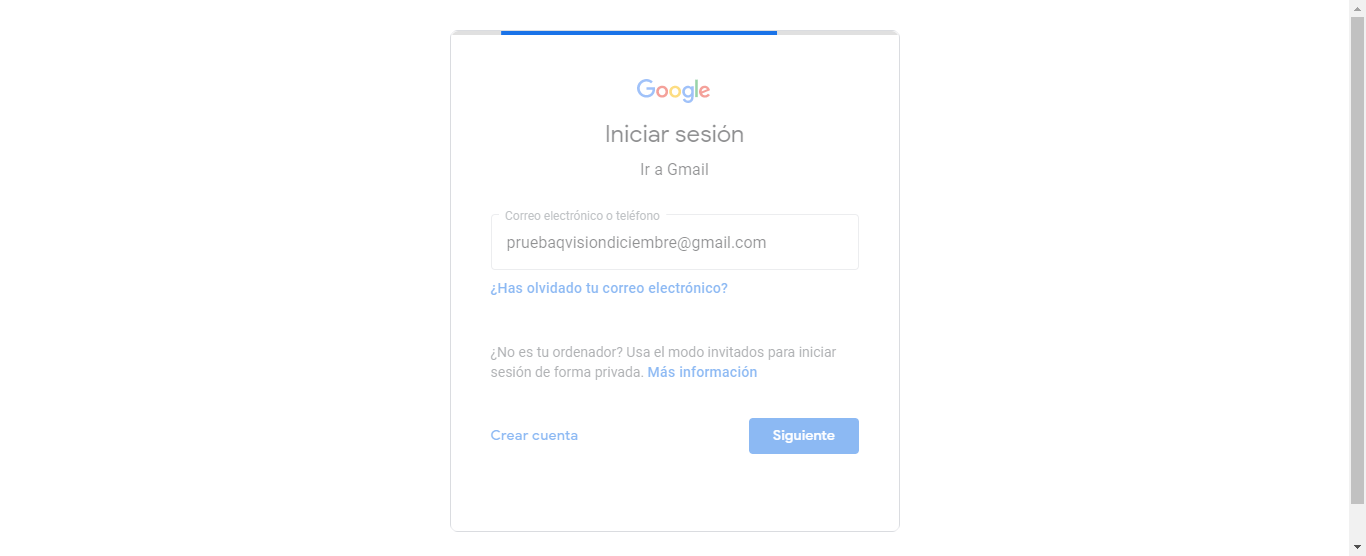 Google
Iniciar sesión
Ir a Gmail
Correo electrónico o teléfono
pruebaqvisiondiciembre@gmail.com
¿Has olvidado tu correo electrónico?
¿No es tu ordenador? Usa el modo invitados para iniciar
sesión de forma privada. Más información
Crear cuenta
Siguiente